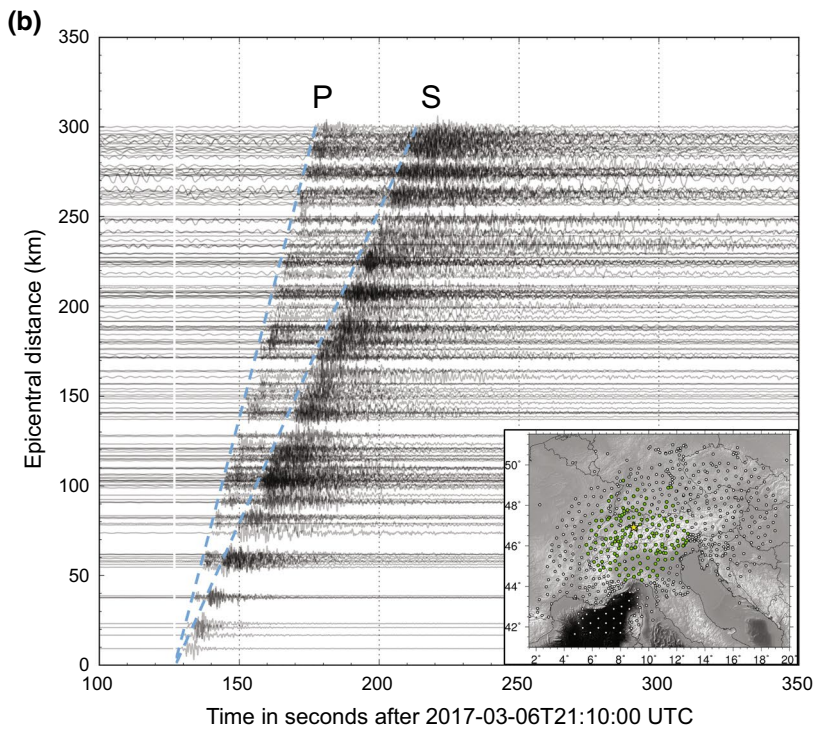 (b)
350
300
250
200
150
100
50
0
Epicentral distance (km)
P
S
50˚
48˚
46˚
44˚
42˚
2˚ 4˚ 6˚ 8˚ 10˚ 12˚ 14˚ 16˚ 18˚ 20˚
100 150 200 250 300 350
Time in seconds after 2017-03-06T21:10:00 UTC